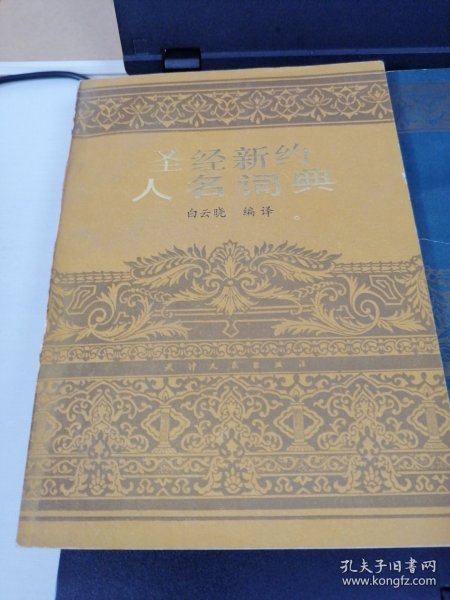 圣经新约
人名词典
白云晓 编译
天津人民出版社
孔夫子旧书网
www.kongfz.com